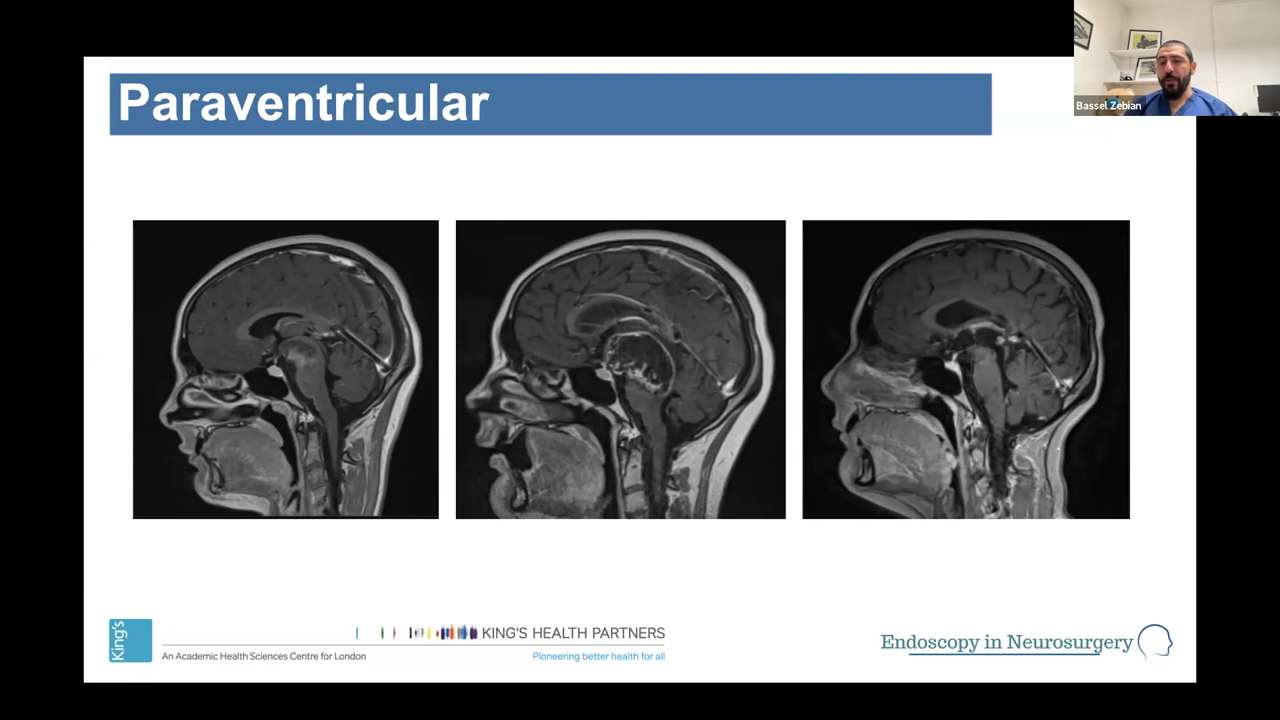 Paraventricular
Bassel Zebian
King's
KING'S HEALTH PARTNERS
An Academic Health Sciences Centre for London
Pioneering better health for all
Endoscopy in Neurosurgery